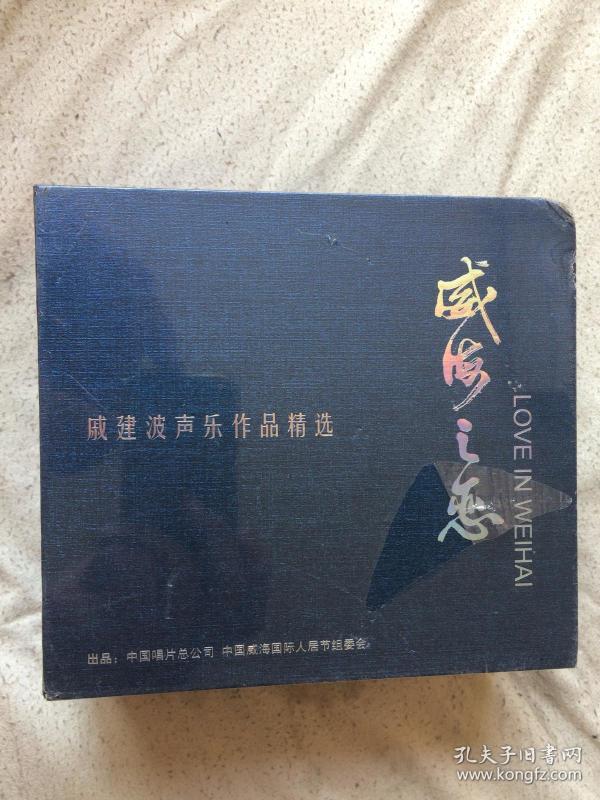 威海之恋
LOVE IN WEIHAI
戚建波声乐作品精选
出品：中国唱片总公司 中国威海国际人居节组委会
孔夫子旧書网
www.kongfz.com